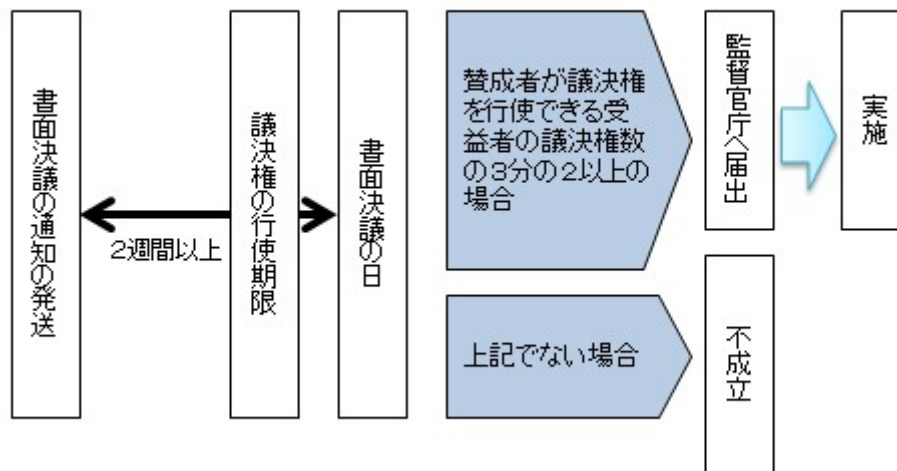 書面決議の通知の発送
2週間以上
議決権の行使期限
書面決議の日
賛成者が議決権
を行使できる受
益者の議決権数
の3分の2以上の
場合
監督官庁へ届出
実施
上記でない場合
不成立